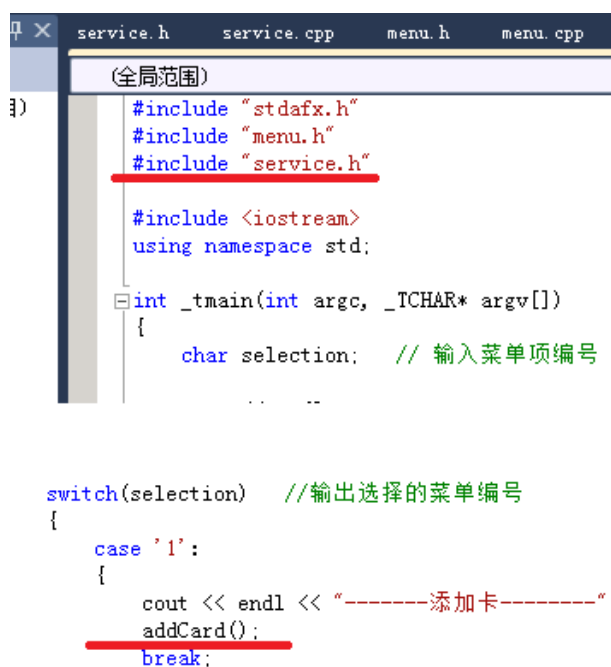 service.h service.cpp menu.h menu.cpp
(全局范围)
#include "stdafx.h"
#include "menu.h"
#include "service.h"
#include <iostream>
using namespace std;
int _tmain(int argc, _TCHAR* argv[])
{
char selection; // 输入菜单项编号
switch(selection) //输出选择的菜单编号
{
case '1':
{
cout << endl << "-------添加卡--------"
addCard();
break;